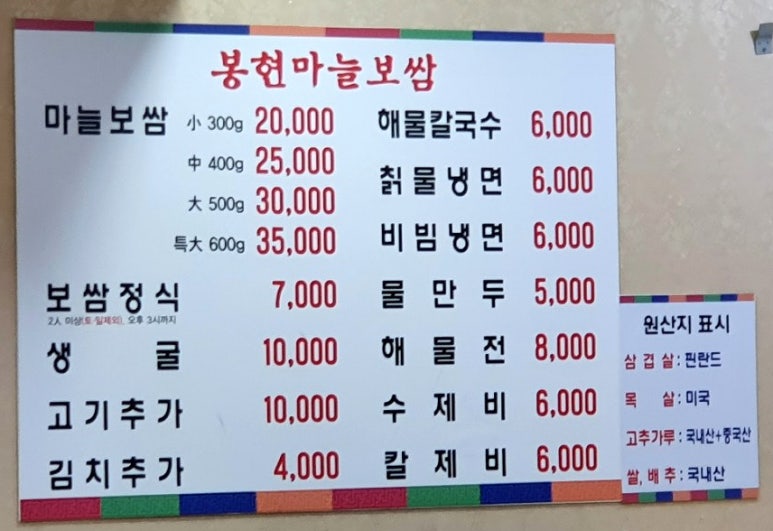 봉현마늘보쌈
마늘보쌈 小 300g 20,000
中 400g 25,000
大 500g 30,000
특大 600g 35,000
보쌈정식 7,000
2人 이상(토·일제외), 오후 3시까지
생굴 10,000
고기추가 10,000
김치추가 4,000
해물칼국수 6,000
칡물냉면 6,000
비빔냉면 6,000
물만두 5,000
해물전 8,000
수제비 6,000
칼제비 6,000
원산지 표시
삼겹살 : 핀란드
목살 : 미국
고추가루 : 국내산+중국산
쌀, 배추 : 국내산